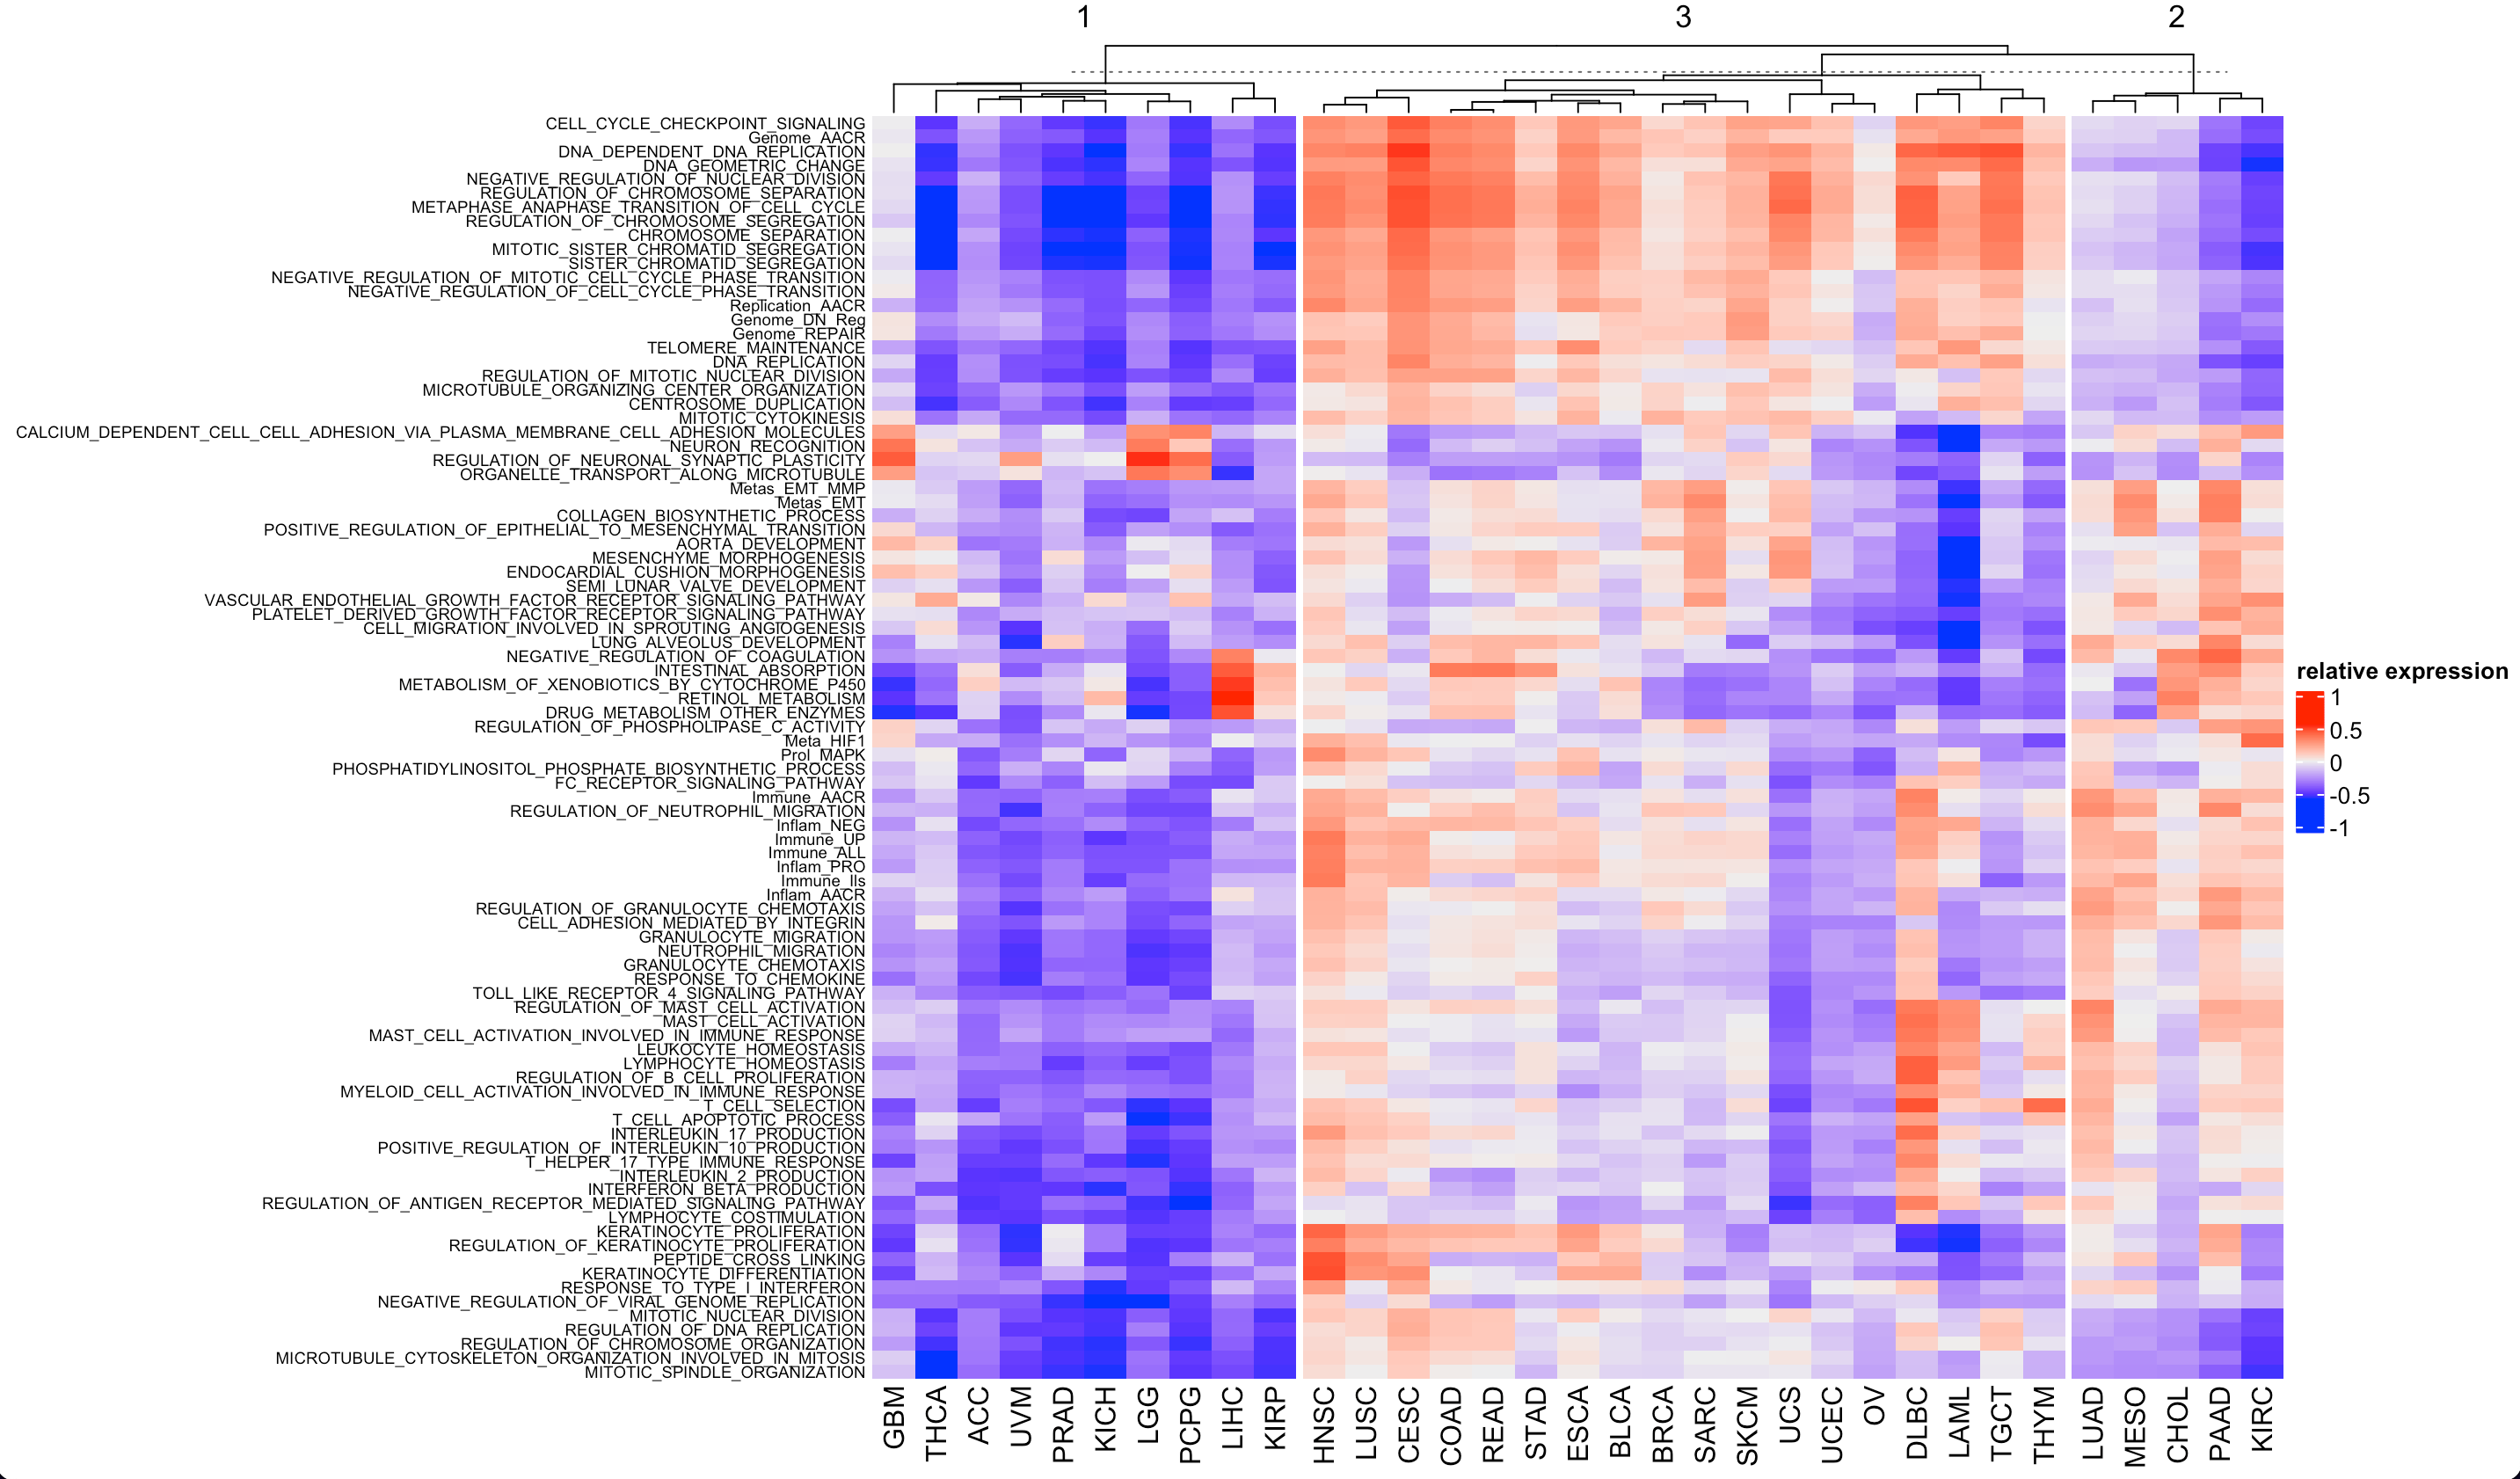 1 3 2
CELL_CYCLE_CHECKPOINT_SIGNALING
Genome_AACR
DNA_DEPENDENT_DNA_REPLICATION
DNA_GEOMETRIC_CHANGE
NEGATIVE_REGULATION_OF_NUCLEAR_DIVISION
REGULATION_OF_CHROMOSOME_SEPARATION
METAPHASE_ANAPHASE_TRANSITION_OF_CELL_CYCLE
REGULATION_OF_CHROMOSOME_SEGREGATION
CHROMOSOME_SEPARATION
MITOTIC_SISTER_CHROMATID_SEGREGATION
SISTER_CHROMATID_SEGREGATION
NEGATIVE_REGULATION_OF_MITOTIC_CELL_CYCLE_PHASE_TRANSITION
NEGATIVE_REGULATION_OF_CELL_CYCLE_PHASE_TRANSITION
Replication_AACR
Genome_DN_Reg
Genome_REPAIR
TELOMERE_MAINTENANCE
DNA_REPLICATION
REGULATION_OF_MITOTIC_NUCLEAR_DIVISION
MICROTUBULE_ORGANIZING_CENTER_ORGANIZATION
CENTROSOME_DUPLICATION
MITOTIC_CYTOKINESIS
CALCIUM_DEPENDENT_CELL_CELL_ADHESION_VIA_PLASMA_MEMBRANE_CELL_ADHESION_MOLECULES
NEURON_RECOGNITION
REGULATION_OF_NEURONAL_SYNAPTIC_PLASTICITY
ORGANELLE_TRANSPORT_ALONG_MICROTUBULE
Metas_EMT_MMP
Metas_EMT
COLLAGEN_BIOSYNTHETIC_PROCESS
POSITIVE_REGULATION_OF_EPITHELIAL_TO_MESENCHYMAL_TRANSITION
AORTA_DEVELOPMENT
MESENCHYME_MORPHOGENESIS
ENDOCARDIAL_CUSHION_MORPHOGENESIS
SEMI_LUNAR_VALVE_DEVELOPMENT
VASCULAR_ENDOTHELIAL_GROWTH_FACTOR_RECEPTOR_SIGNALING_PATHWAY
PLATELET_DERIVED_GROWTH_FACTOR_RECEPTOR_SIGNALING_PATHWAY
CELL_MIGRATION_INVOLVED_IN_SPROUTING_ANGIOGENESIS
LUNG_ALVEOLUS_DEVELOPMENT
NEGATIVE_REGULATION_OF_COAGULATION
INTESTINAL_ABSORPTION
METABOLISM_OF_XENOBIOTICS_BY_CYTOCHROME_P450
RETINOL_METABOLISM
DRUG_METABOLISM_OTHER_ENZYMES
REGULATION_OF_PHOSPHOLIPASE_C_ACTIVITY
Meta_HIF1
Prol_MAPK
PHOSPHATIDYLINOSITOL_PHOSPHATE_BIOSYNTHETIC_PROCESS
FC_RECEPTOR_SIGNALING_PATHWAY
Immune_AACR
REGULATION_OF_NEUTROPHIL_MIGRATION
Inflam_NEG
Immune_UP
Immune_ALL
Inflam_PRO
Immune_Ils
Inflam_AACR
REGULATION_OF_GRANULOCYTE_CHEMOTAXIS
CELL_ADHESION_MEDIATED_BY_INTEGRIN
GRANULOCYTE_MIGRATION
NEUTROPHIL_MIGRATION
GRANULOCYTE_CHEMOTAXIS
RESPONSE_TO_CHEMOKINE
TOLL_LIKE_RECEPTOR_4_SIGNALING_PATHWAY
REGULATION_OF_MAST_CELL_ACTIVATION
MAST_CELL_ACTIVATION
MAST_CELL_ACTIVATION_INVOLVED_IN_IMMUNE_RESPONSE
LEUKOCYTE_HOMEOSTASIS
LYMPHOCYTE_HOMEOSTASIS
REGULATION_OF_B_CELL_PROLIFERATION
MYELOID_CELL_ACTIVATION_INVOLVED_IN_IMMUNE_RESPONSE
T_CELL_SELECTION
T_CELL_APOPTOTIC_PROCESS
INTERLEUKIN_17_PRODUCTION
POSITIVE_REGULATION_OF_INTERLEUKIN_10_PRODUCTION
T_HELPER_17_TYPE_IMMUNE_RESPONSE
INTERLEUKIN_2_PRODUCTION
INTERFERON_BETA_PRODUCTION
REGULATION_OF_ANTIGEN_RECEPTOR_MEDIATED_SIGNALING_PATHWAY
LYMPHOCYTE_COSTIMULATION
KERATINOCYTE_PROLIFERATION
REGULATION_OF_KERATINOCYTE_PROLIFERATION
PEPTIDE_CROSS_LINKING
KERATINOCYTE_DIFFERENTIATION
RESPONSE_TO_TYPE_I_INTERFERON
NEGATIVE_REGULATION_OF_VIRAL_GENOME_REPLICATION
MITOTIC_NUCLEAR_DIVISION
REGULATION_OF_DNA_REPLICATION
REGULATION_OF_CHROMOSOME_ORGANIZATION
MICROTUBULE_CYTOSKELETON_ORGANIZATION_INVOLVED_IN_MITOSIS
MITOTIC_SPINDLE_ORGANIZATION
GBM THCA ACC UVM PRAD KICH LGG PCPG LIHC KIRP HNSC LUSC CESC COAD READ STAD ESCA BLCA BRCA SARC SKCM UCS UCEC OV DLBC LAML TGCT THYM LUAD MESO CHOL PAAD KIRC
relative expression
1
0.5
0
-0.5
-1